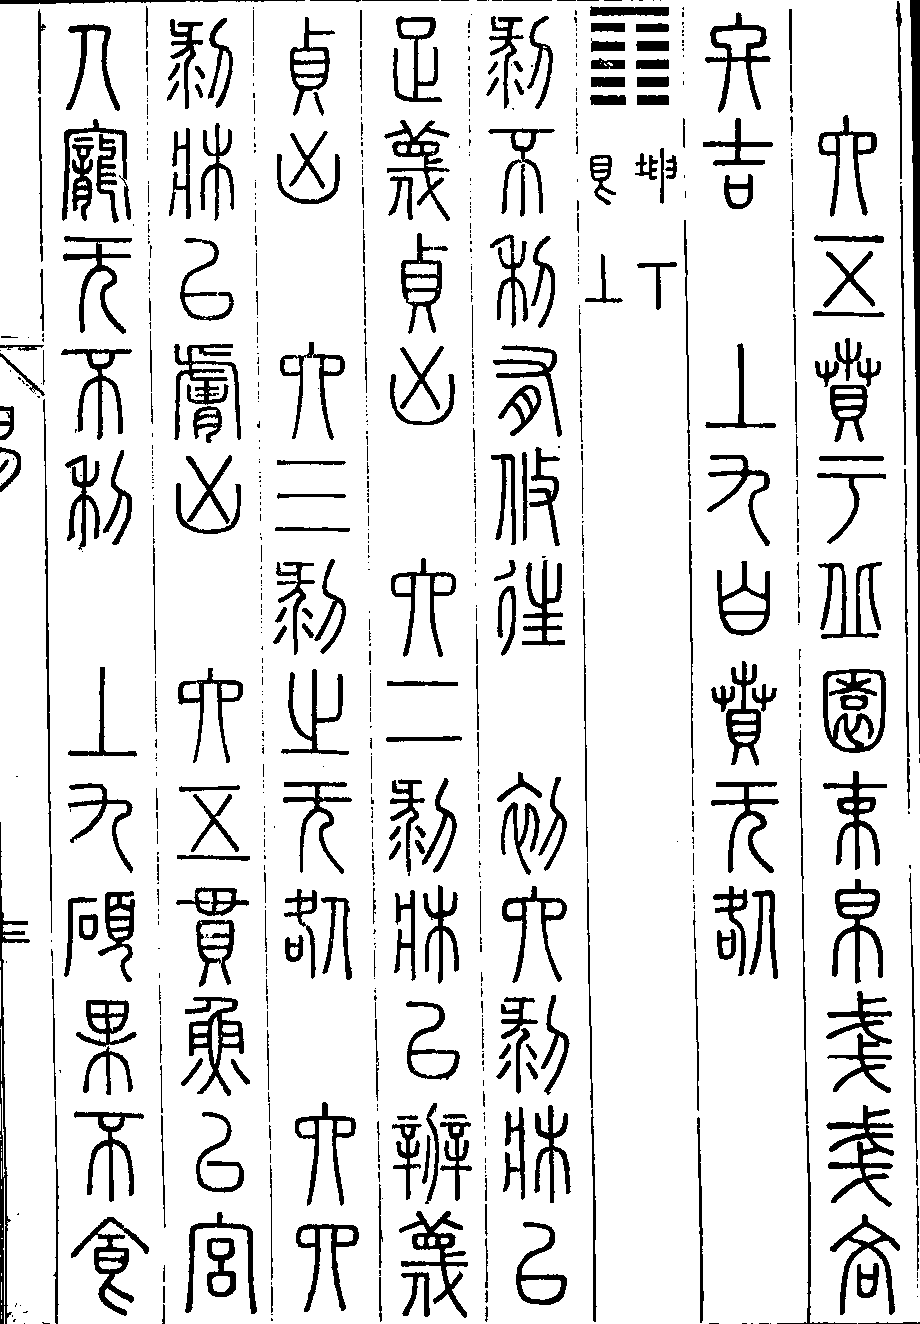 六五賁于丘園束帛戔戔吝
終吉 上九白賁无咎
䷖ 坤下 艮上
剝不利有攸往 初六剝牀以
足蔑貞凶 六二剝牀以辨蔑
貞凶 六三剝之无咎 六四
剝牀以膚凶 六五貫魚以宮
人寵无不利 上九碩果不食